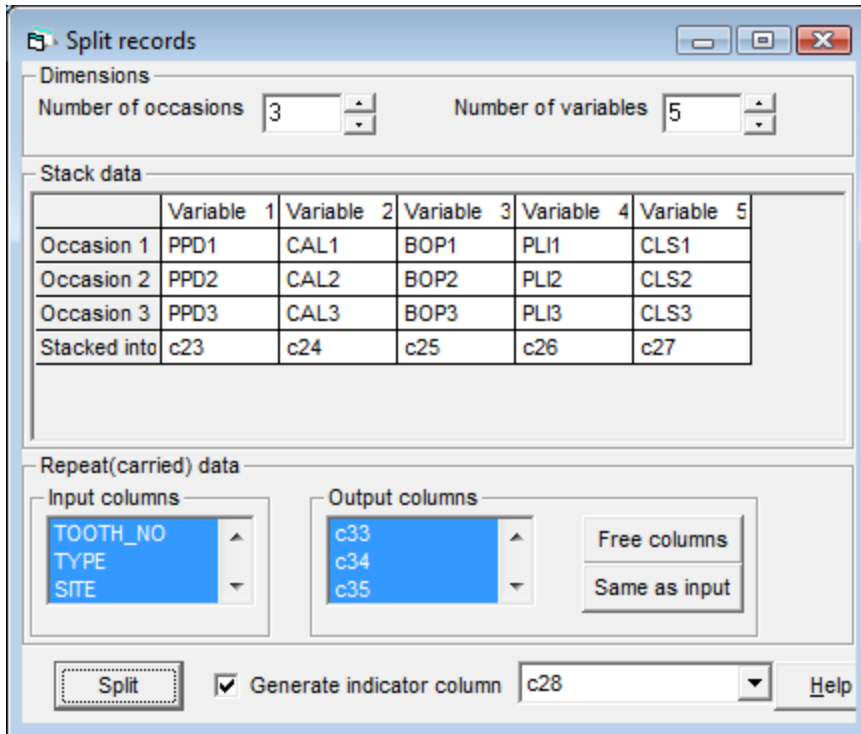 Split records
Dimensions
Number of occasions 3 Number of variables 5
Stack data
Variable 1 Variable 2 Variable 3 Variable 4 Variable 5
Occasion 1 PPD1 CAL1 BOP1 PLI1 CLS1
Occasion 2 PPD2 CAL2 BOP2 PLI2 CLS2
Occasion 3 PPD3 CAL3 BOP3 PLI3 CLS3
Stacked into c23 c24 c25 c26 c27
Repeat(carried) data
Input columns Output columns
TOOTH_NO c33 Free columns
TYPE c34
SITE c35 Same as input
Split Generate indicator column c28 Help